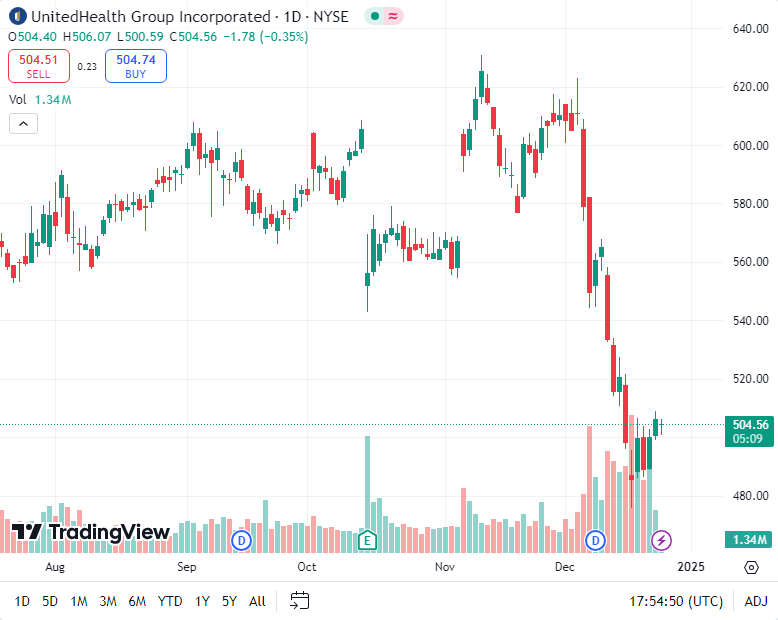 UnitedHealth Group Incorporated · 1D · NYSE
O504.40 H506.07 L500.59 C504.56 −1.78 (−0.35%)
504.51
SELL
0.23
504.74
BUY
Vol 1.34M
640.00
620.00
600.00
580.00
560.00
540.00
520.00
504.56
05:09
480.00
1.34M
TradingView
D
E
D
Aug Sep Oct Nov Dec 2025
1D 5D 1M 3M 6M YTD 1Y 5Y All 17:54:50 (UTC) ADJ